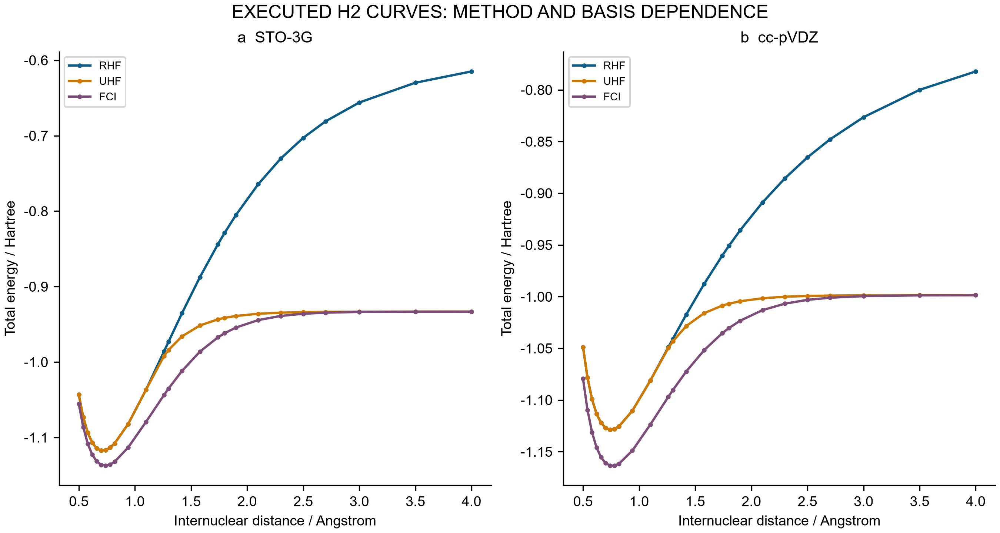 EXECUTED H2 CURVES: METHOD AND BASIS DEPENDENCE
a STO-3G
RHF
UHF
FCI
Total energy / Hartree
-0.6
-0.7
-0.8
-0.9
-1.0
-1.1
0.5 1.0 1.5 2.0 2.5 3.0 3.5 4.0
Internuclear distance / Angstrom
b cc-pVDZ
RHF
UHF
FCI
Total energy / Hartree
-0.80
-0.85
-0.90
-0.95
-1.00
-1.05
-1.10
-1.15
0.5 1.0 1.5 2.0 2.5 3.0 3.5 4.0
Internuclear distance / Angstrom